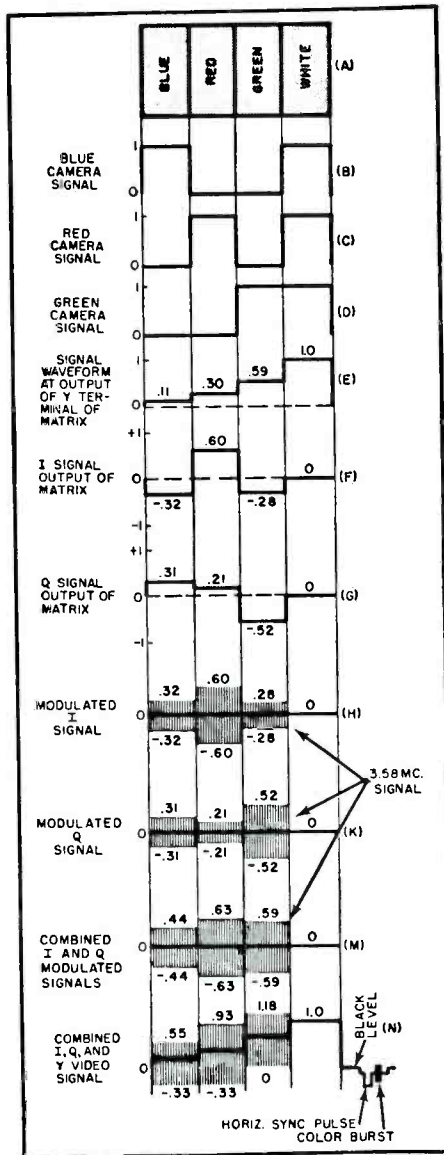 BLUE RED GREEN WHITE (A)
BLUE
CAMERA
SIGNAL
1
0
(B)
RED
CAMERA
SIGNAL
1
0
(C)
GREEN
CAMERA
SIGNAL
1
0
(D)
SIGNAL
WAVEFORM
AT OUTPUT
OF Y TER-
MINAL OF
MATRIX
1
0
.11 .30 .59 1.0
(E)
I SIGNAL
OUTPUT OF
MATRIX
+1
0
-1
-.32 .60 -.28 0
(F)
Q SIGNAL
OUTPUT OF
MATRIX
+1
0
-1
.31 .21 -.52 0
(G)
MODULATED
I
SIGNAL
0
.32 .60 .28 0
-.32 -.60 -.28
(H)
3.58 MC.
SIGNAL
MODULATED
Q
SIGNAL
0
.31 .21 .52 0
-.31 -.21 -.52
(K)
COMBINED
I AND Q
MODULATED
SIGNALS
0
.44 .63 .59 0
-.44 -.63 -.59
(M)
COMBINED
I, Q, AND
Y VIDEO
SIGNAL
0
.55 .93 1.18 1.0
-.33 -.33 0
BLACK
LEVEL
(N)
HORIZ. SYNC PULSE
COLOR BURST